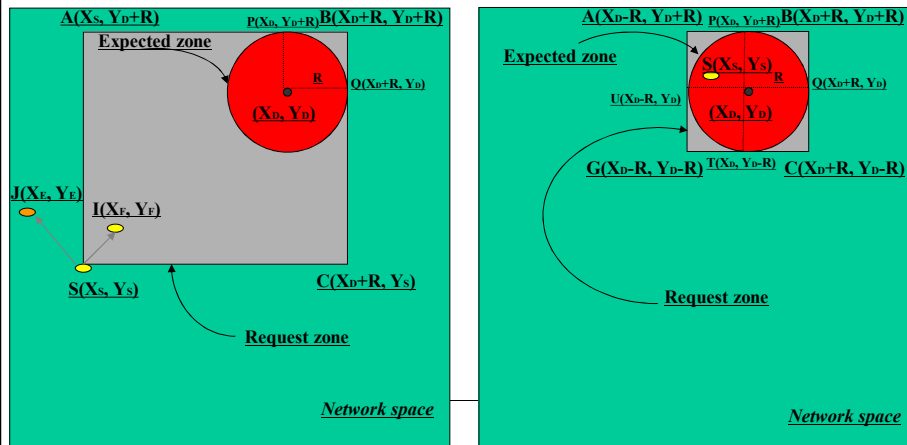 A(XS, YD+R)
P(XD, YD+R)
B(XD+R, YD+R)
Expected zone
R
Q(XD+R, YD)
(XD, YD)
J(XE, YE)
I(XF, YF)
S(XS, YS)
C(XD+R, YS)
Request zone
Network space
A(XD-R, YD+R)
P(XD, YD+R)
B(XD+R, YD+R)
Expected zone
S(XS, YS)
R
Q(XD+R, YD)
U(XD-R, YD)
(XD, YD)
G(XD-R, YD-R)
T(XD, YD-R)
C(XD+R, YD-R)
Request zone
Network space